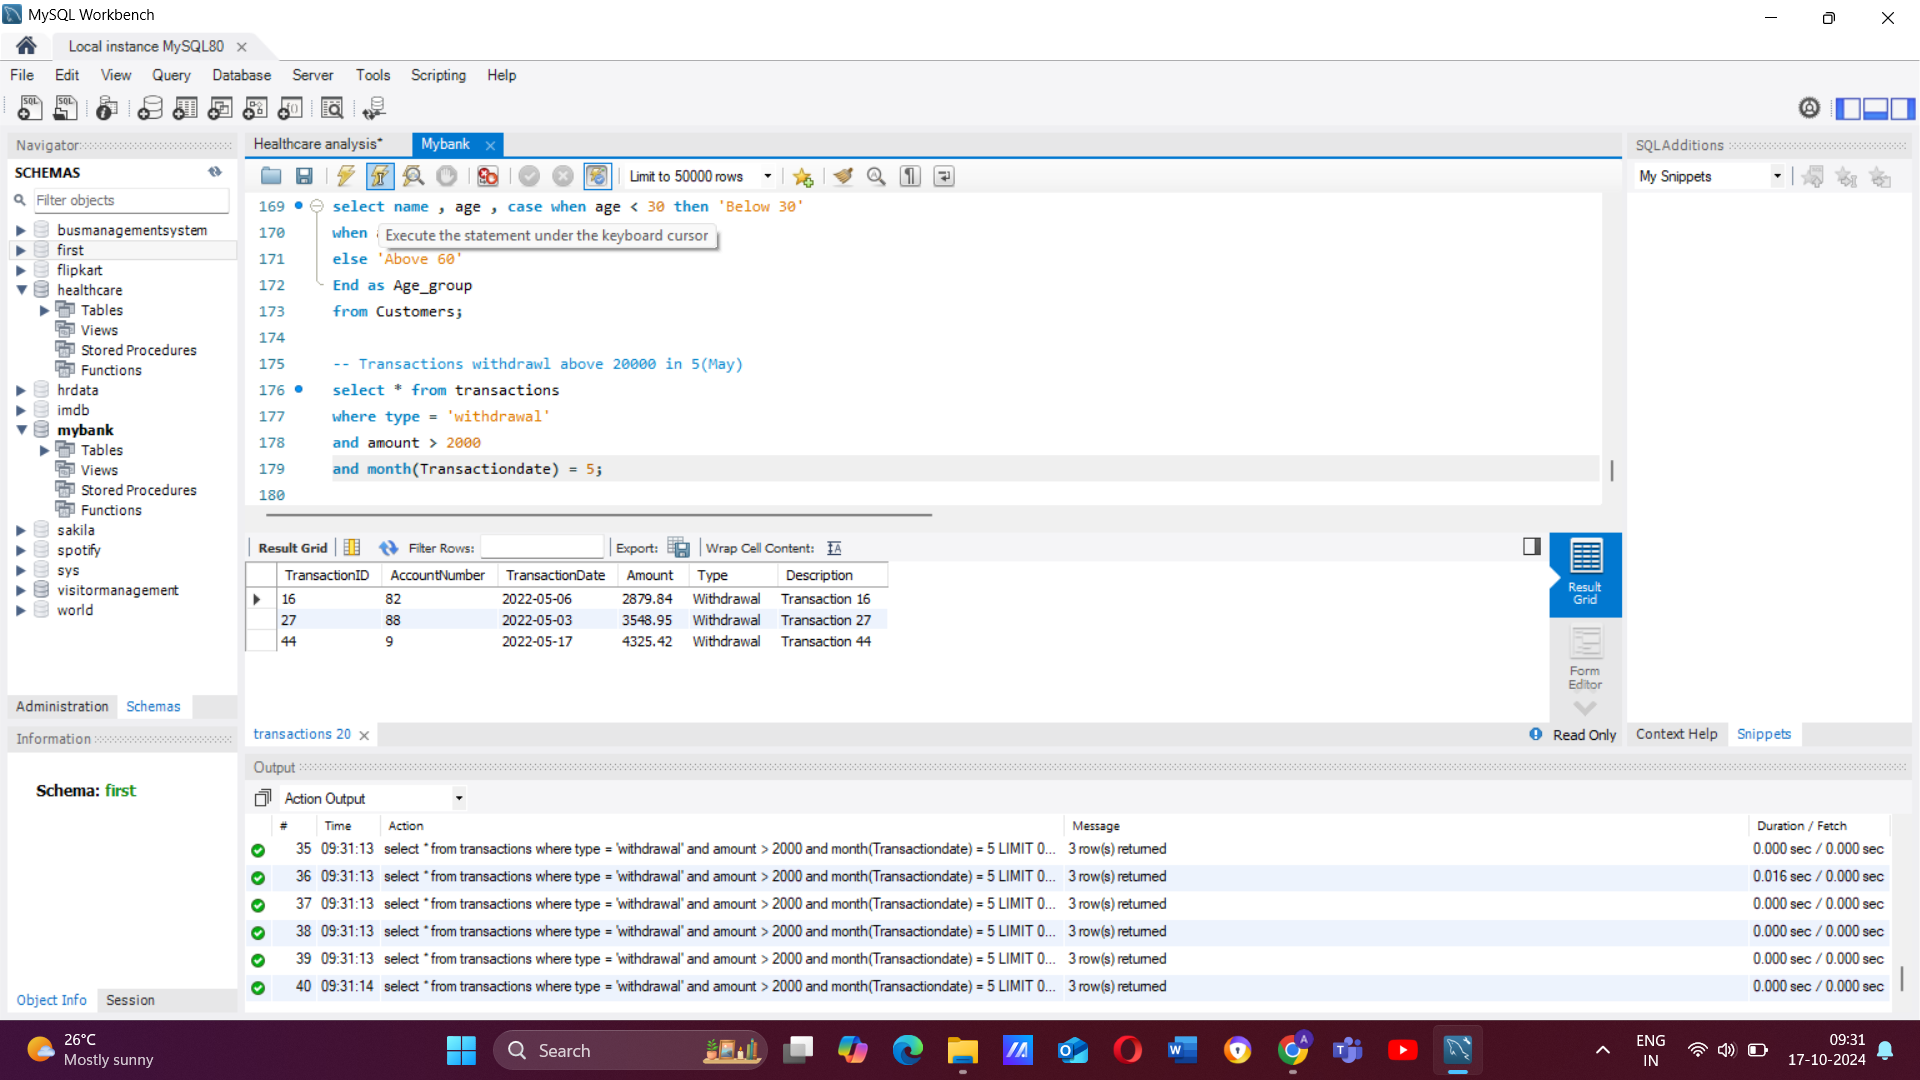 MySQL Workbench
Local instance MySQL80
File Edit View Query Database Server Tools Scripting Help
Navigator
SCHEMAS
Filter objects
busmanagementsystem
first
flipkart
healthcare
Tables
Views
Stored Procedures
Functions
hrdata
imdb
mybank
Tables
Views
Stored Procedures
Functions
sakila
spotify
sys
visitormanagement
world
Administration Schemas
Information
Schema: first
Object Info Session
Healthcare analysis* Mybank
Limit to 50000 rows
169 select name , age , case when age < 30 then 'Below 30'
170 when
Execute the statement under the keyboard cursor
171 else 'Above 60'
172 End as Age_group
173 from Customers;
174
175 -- Transactions withdrawl above 20000 in 5(May)
176 select * from transactions
177 where type = 'withdrawal'
178 and amount > 2000
179 and month(Transactiondate) = 5;
180
Result Grid Filter Rows: Export: Wrap Cell Content:
TransactionID AccountNumber TransactionDate Amount Type Description
16 82 2022-05-06 2879.84 Withdrawal Transaction 16
27 88 2022-05-03 3548.95 Withdrawal Transaction 27
44 9 2022-05-17 4325.42 Withdrawal Transaction 44
Result Grid
Form Editor
transactions 20
Read Only
SQLAdditions
My Snippets
Context Help Snippets
Output
Action Output
# Time Action Message Duration / Fetch
35 09:31:13 select * from transactions where type = 'withdrawal' and amount > 2000 and month(Transactiondate) = 5 LIMIT 0... 3 row(s) returned 0.000 sec / 0.000 sec
36 09:31:13 select * from transactions where type = 'withdrawal' and amount > 2000 and month(Transactiondate) = 5 LIMIT 0... 3 row(s) returned 0.016 sec / 0.000 sec
37 09:31:13 select * from transactions where type = 'withdrawal' and amount > 2000 and month(Transactiondate) = 5 LIMIT 0... 3 row(s) returned 0.000 sec / 0.000 sec
38 09:31:13 select * from transactions where type = 'withdrawal' and amount > 2000 and month(Transactiondate) = 5 LIMIT 0... 3 row(s) returned 0.000 sec / 0.000 sec
39 09:31:13 select * from transactions where type = 'withdrawal' and amount > 2000 and month(Transactiondate) = 5 LIMIT 0... 3 row(s) returned 0.000 sec / 0.000 sec
40 09:31:14 select * from transactions where type = 'withdrawal' and amount > 2000 and month(Transactiondate) = 5 LIMIT 0... 3 row(s) returned 0.000 sec / 0.000 sec
26°C
Mostly sunny
Search
ENG
IN
09:31
17-10-2024